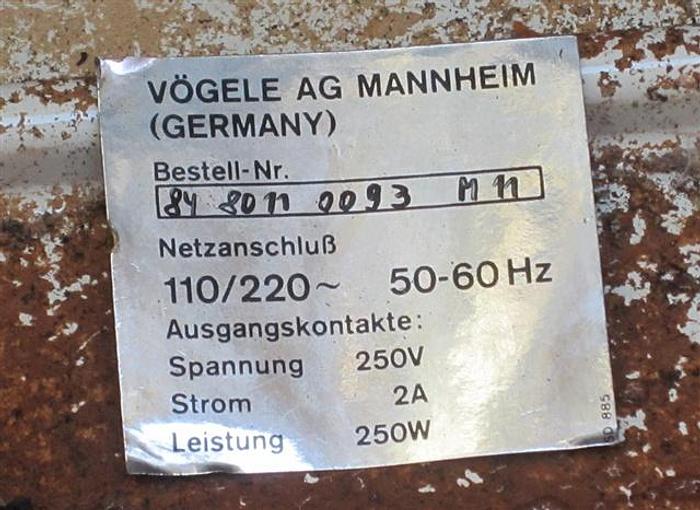 VÖGELE AG MANNHEIM
(GERMANY)
Bestell-Nr.
84 8011 0093 M 11
Netzanschluß
110/220~ 50-60 Hz
Ausgangskontakte:
Spannung 250V
Strom 2A
Leistung 250W
SD 885